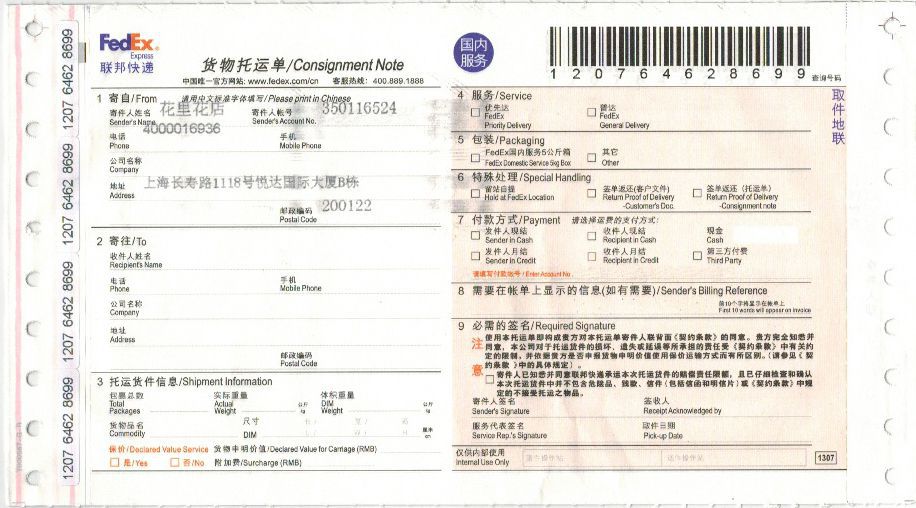 FedEx
Express
联邦快递
货物托运单/Consignment Note
中国唯一官方网站: www.fedex.com/cn 客服热线: 400.889.1888
国内
服务
120764628699
查询号码
取件地联
1207 6462 8699
1207 6462 8699
1207 6462 8699
1207 6462 8699
1 寄自/From 请用中文标准字体填写/Please print in Chinese
寄件人姓名 花里花店 寄件人帐号 350116524
Sender's Name Sender's Account No.
4000016936
电话 手机
Phone Mobile Phone
公司名称
Company
地址 上海长寿路1118号悦达国际大厦B栋
Address
邮政编码 200122
Postal Code
2 寄往/To
收件人姓名
Recipient's Name
电话 手机
Phone Mobile Phone
公司名称
Company
地址
Address
邮政编码
Postal Code
3 托运货件信息/Shipment Information
包裹总数 实际重量 公斤 体积重量 公斤
Total Actual DIM
Packages Weight kg Weight kg
货物品名 尺寸 长/ 宽/ 高 厘米
Commodity DIM cm
保价/Declared Value Service 货物申明价值/Declared Value for Carriage (RMB)
是/Yes 否/No 附加费/Surcharge (RMB)
4 服务/Service
优先达 普达
FedEx FedEx
Priority Delivery General Delivery
5 包装/Packaging
FedEx国内服务5公斤箱 其它
FedEx Domestic Service 5kg Box Other
6 特殊处理/Special Handling
留站自提 签单返还(客户文件) 签单返还(托运单)
Hold at FedEx Location Return Proof of Delivery Return Proof of Delivery
-Customer's Doc. -Consignment note
7 付款方式/Payment 请选择运费的支付方式:
发件人现结 收件人现结 现金
Sender in Cash Recipient in Cash Cash
发件人月结 收件人月结 第三方付费
Sender in Credit Recipient in Credit Third Party
请填写付款帐号/Enter Account No.
8 需要在帐单上显示的信息(如有需要)/Sender's Billing Reference
前10个字将显示在帐单上
First 10 words will appear on invoice
9 必需的签名/Required Signature
注意
使用本托运单即构成贵方对本托运单寄件人联背面《契约条款》的同意。贵方完全知悉并
同意,本公司对于托运货件的损坏、遗失或延误等所承担的责任受《契约条款》中有关约
定的限制,并依据贵方是否申报货物申明价值使用保价运输方式而有所区别。(请参见《契
约条款》中的具体规定)。
寄件人已知悉并同意联邦快递承运本次托运货件的赔偿责任限额,且已仔细检查和确认
本次托运货件中并不包含危险品、钱款、信件(包括信函和明信片)或《契约条款》中规
定的不接受托运之物品。
寄件人签名 签收人
Sender's Signature Receipt Acknowledged by
服务代表签名 取件日期
Service Rep.'s Signature Pick-up Date
仅供内部使用
Internal Use Only
1307